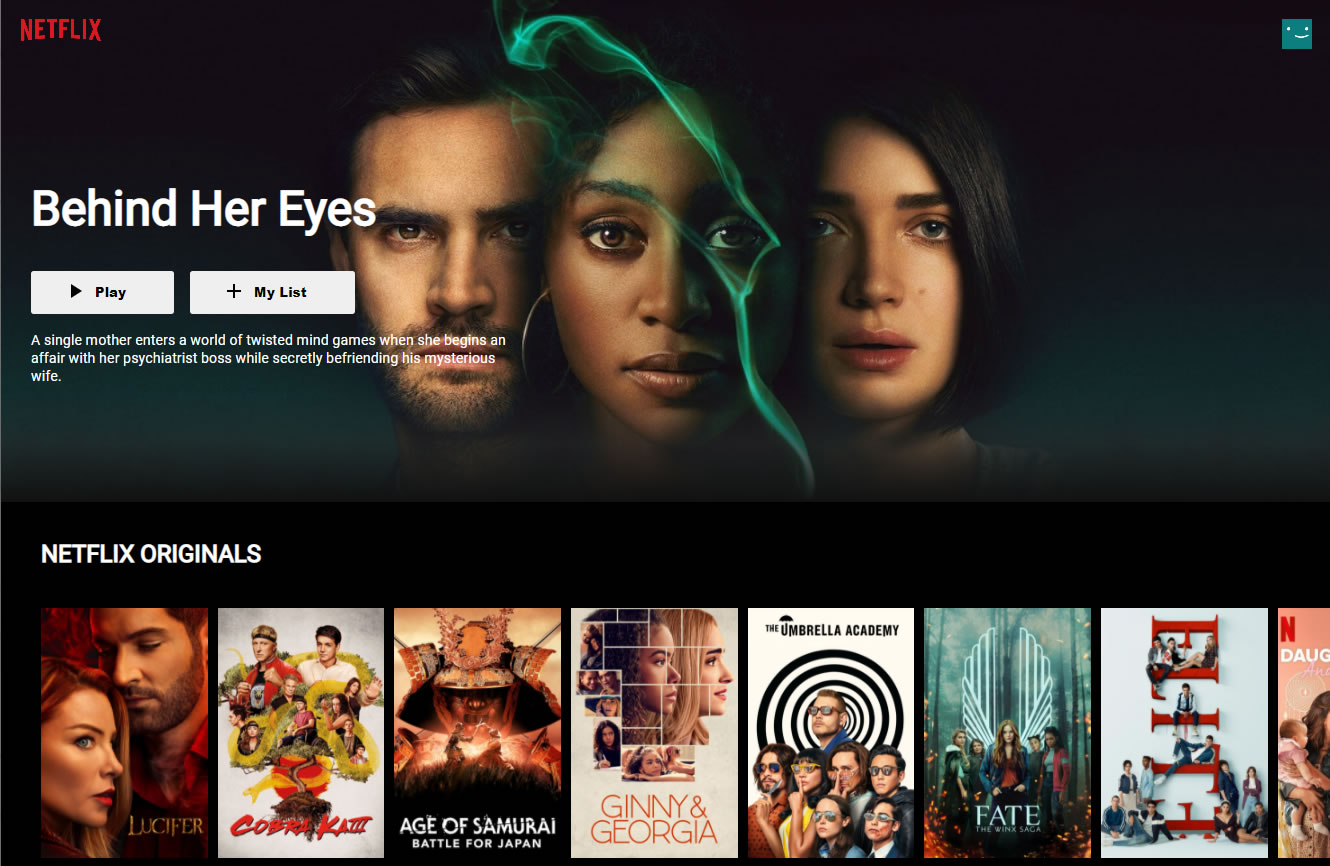 NETFLIX
Behind Her Eyes
Play
My List
A single mother enters a world of twisted mind games when she begins an
affair with her psychiatrist boss while secretly befriending his mysterious
wife.
NETFLIX ORIGINALS
LUCIFER
COBRA KAI III
AGE OF SAMURAI
BATTLE FOR JAPAN
GINNY &
GEORGIA
THE UMBRELLA ACADEMY
FATE
THE WINX SAGA
ELITE
N
DAUG